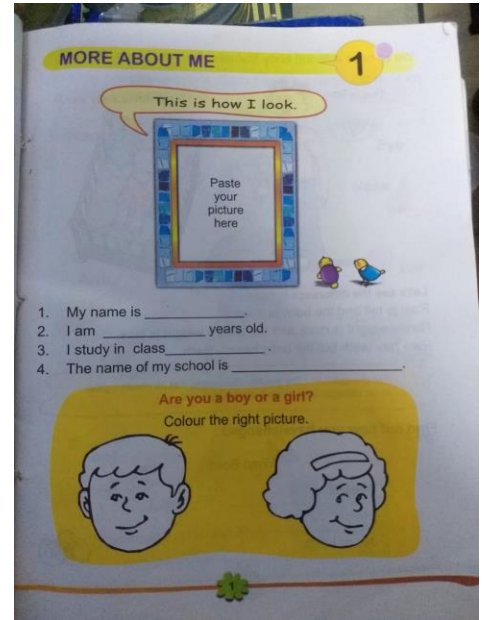 MORE ABOUT ME
1
This is how I look.
Paste
your
picture
here
1. My name is ______________.
2. I am ______________ years old.
3. I study in class______________ .
4. The name of my school is ________________________.
Are you a boy or a girl?
Colour the right picture.
1